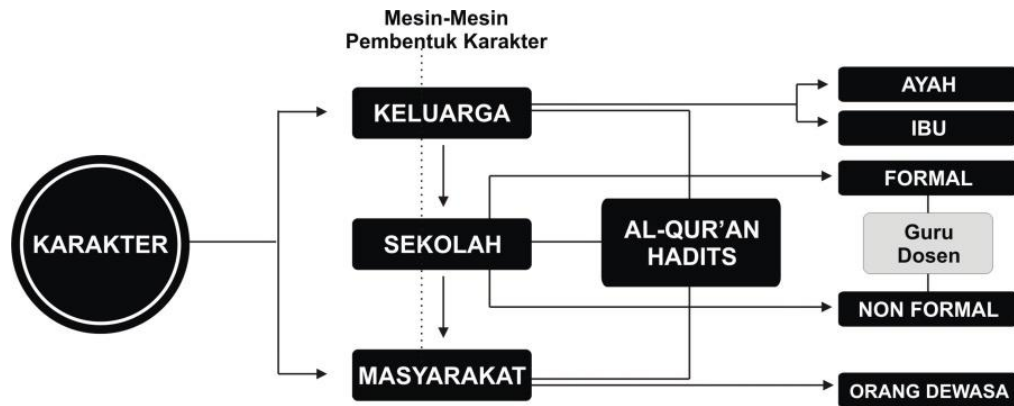 Mesin-Mesin
Pembentuk Karakter
KARAKTER
KELUARGA
SEKOLAH
MASYARAKAT
AL-QUR'AN
HADITS
AYAH
IBU
FORMAL
Guru
Dosen
NON FORMAL
ORANG DEWASA